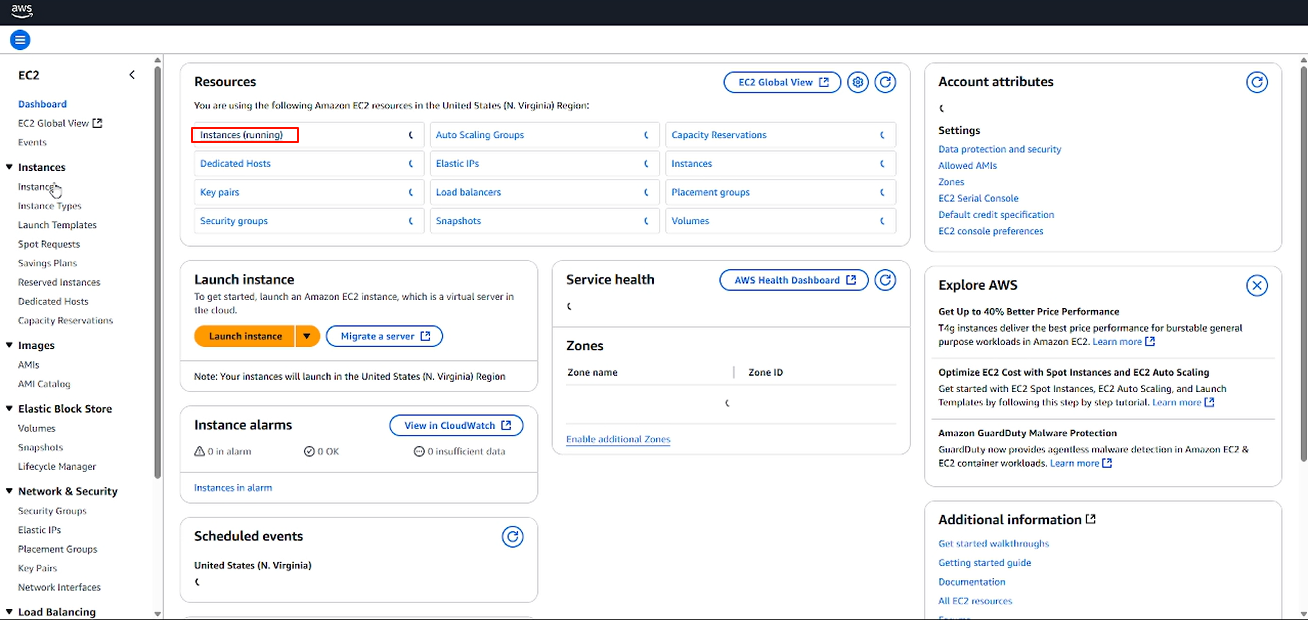 aws
EC2
Dashboard
EC2 Global View
Events
Instances
Instances
Instance Types
Launch Templates
Spot Requests
Savings Plans
Reserved Instances
Dedicated Hosts
Capacity Reservations
Images
AMIs
AMI Catalog
Elastic Block Store
Volumes
Snapshots
Lifecycle Manager
Network & Security
Security Groups
Elastic IPs
Placement Groups
Key Pairs
Network Interfaces
Load Balancing
Resources
EC2 Global View
You are using the following Amazon EC2 resources in the United States (N. Virginia) Region:
Instances (running)
Auto Scaling Groups
Capacity Reservations
Dedicated Hosts
Elastic IPs
Instances
Key pairs
Load balancers
Placement groups
Security groups
Snapshots
Volumes
Launch instance
To get started, launch an Amazon EC2 instance, which is a virtual server in
the cloud.
Launch instance
Migrate a server
Note: Your instances will launch in the United States (N. Virginia) Region
Instance alarms
View in CloudWatch
0 in alarm
0 OK
0 insufficient data
Instances in alarm
Scheduled events
United States (N. Virginia)
Service health
AWS Health Dashboard
Zones
Zone name
Zone ID
Enable additional Zones
Account attributes
Settings
Data protection and security
Allowed AMIs
Zones
EC2 Serial Console
Default credit specification
EC2 console preferences
Explore AWS
Get Up to 40% Better Price Performance
T4g instances deliver the best price performance for burstable general
purpose workloads in Amazon EC2. Learn more
Optimize EC2 Cost with Spot Instances and EC2 Auto Scaling
Get started with EC2 Spot Instances, EC2 Auto Scaling, and Launch
Templates by following this step by step tutorial. Learn more
Amazon GuardDuty Malware Protection
GuardDuty now provides agentless malware detection in Amazon EC2 &
EC2 container workloads. Learn more
Additional information
Get started walkthroughs
Getting started guide
Documentation
All EC2 resources